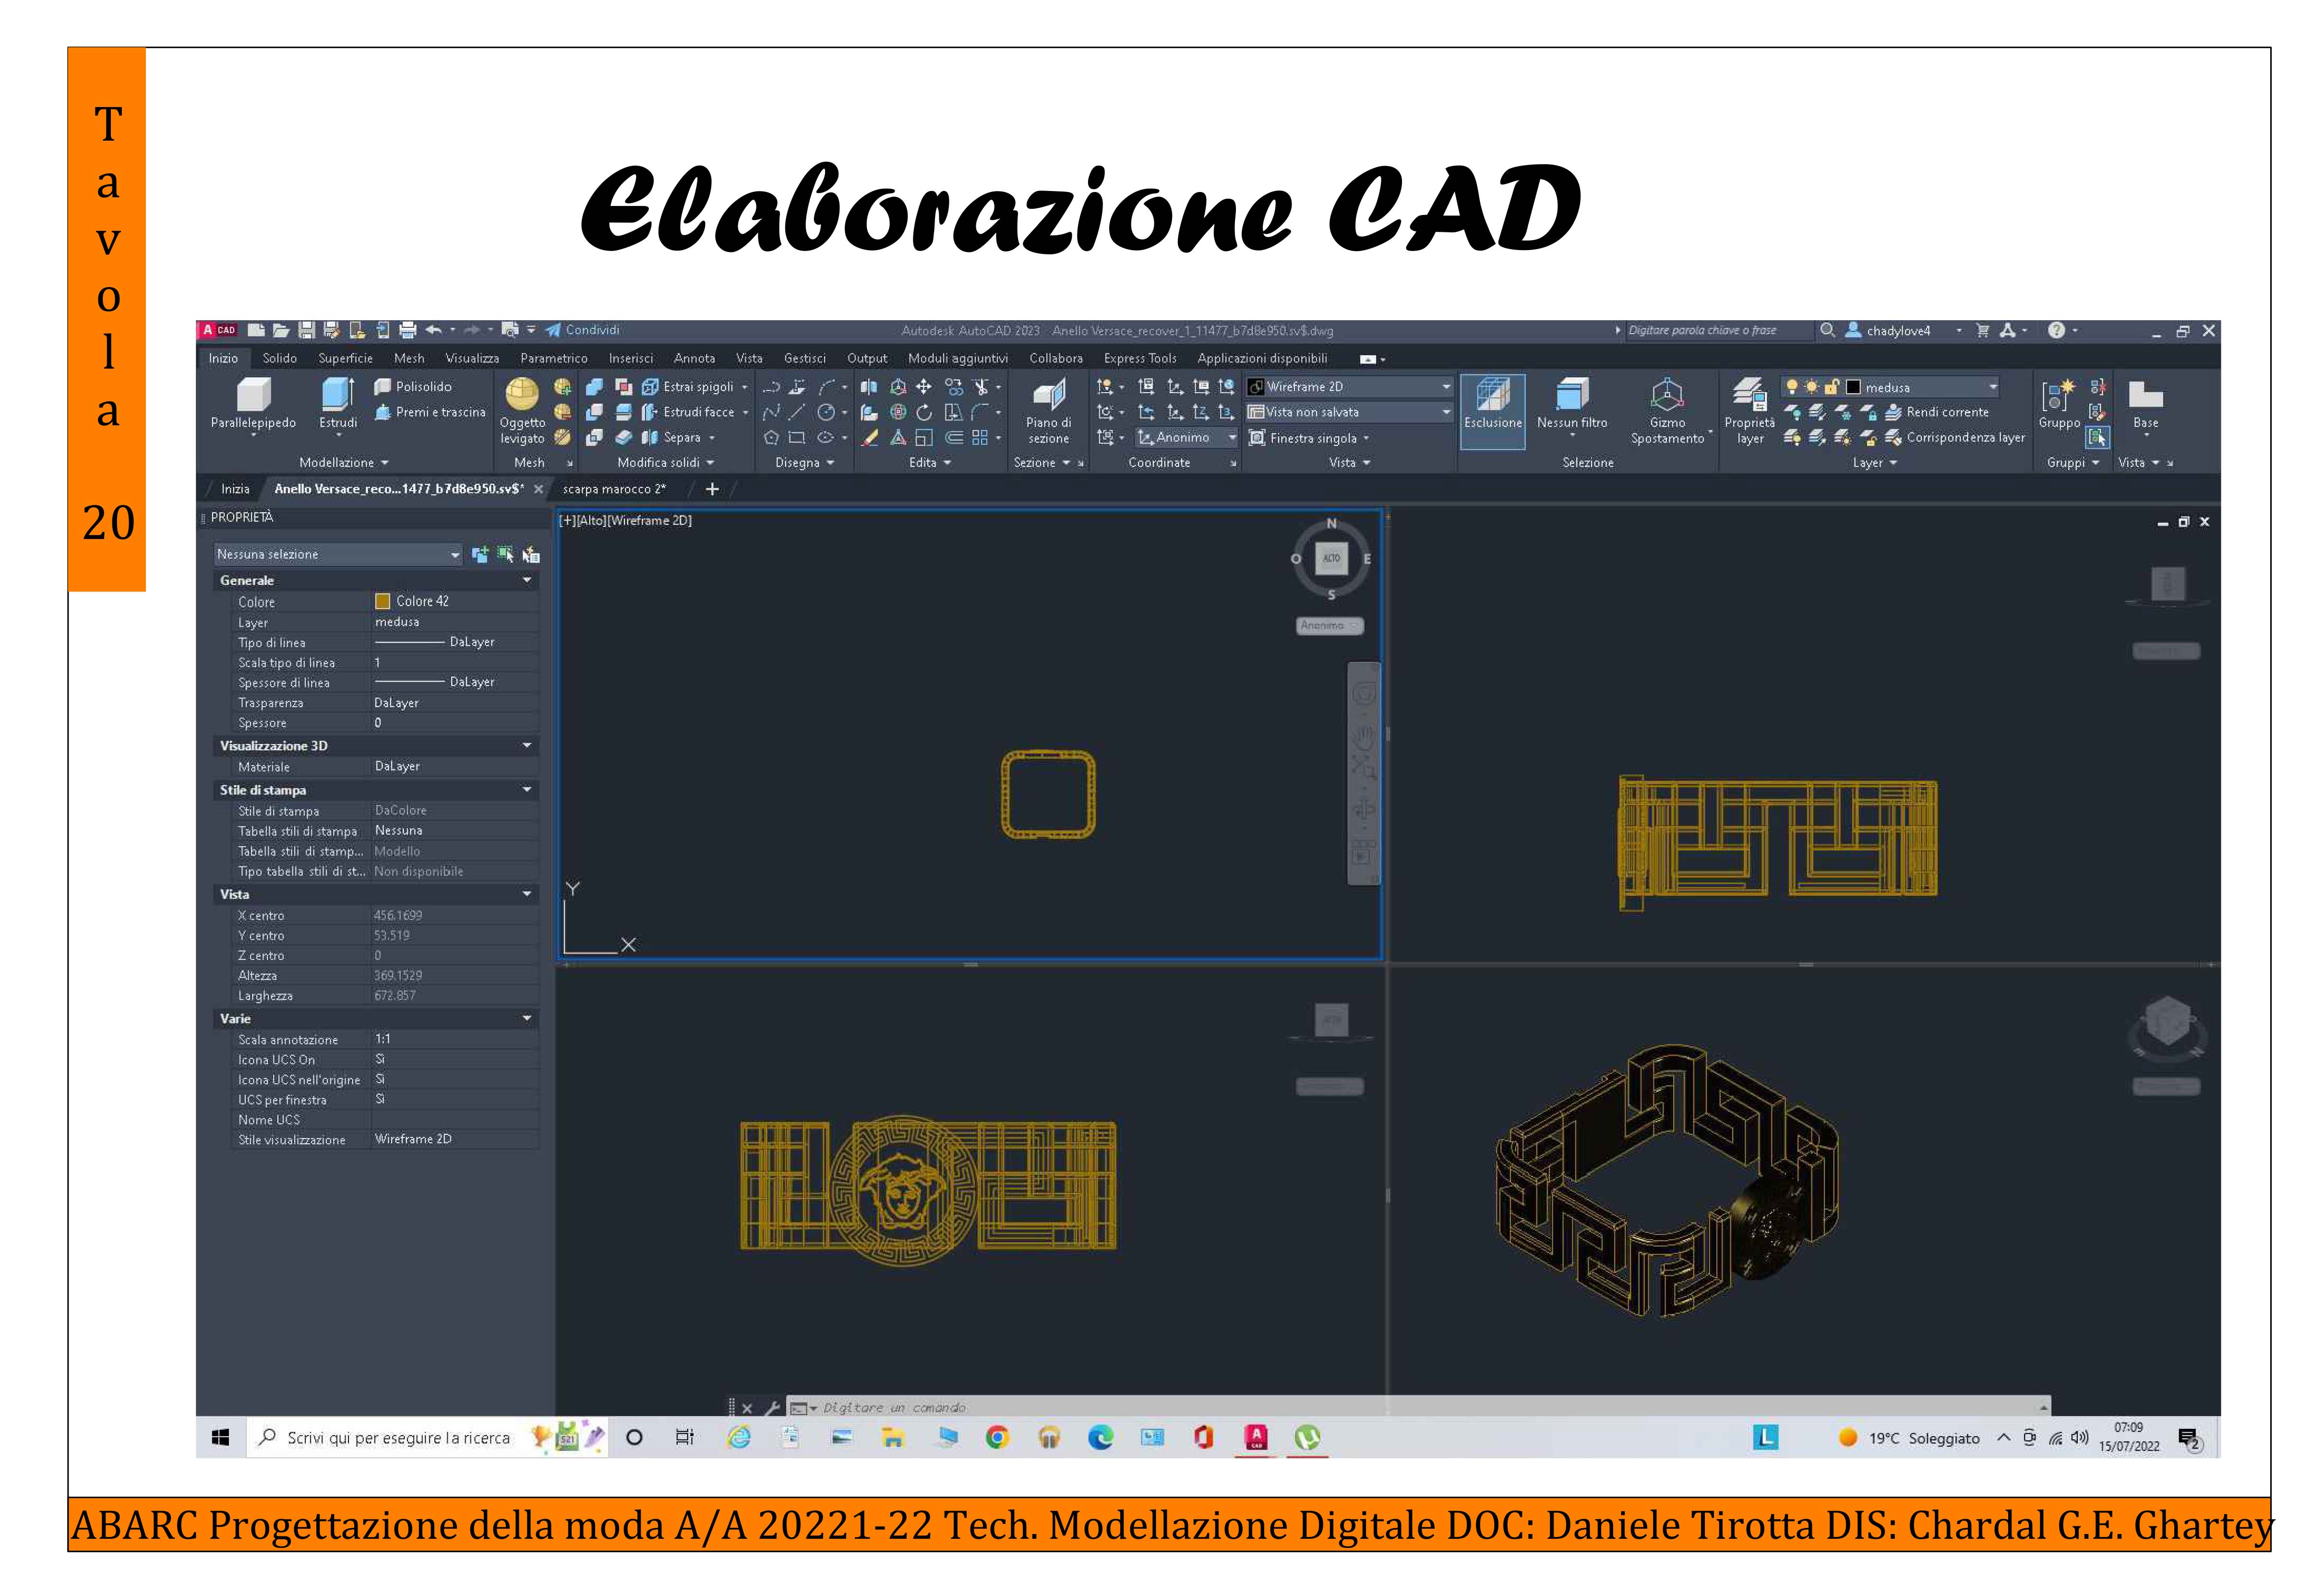 Tavola
20
Elaborazione CAD
A CAD
Condividi
Autodesk AutoCAD 2023 Anello Versace_recover_1_11477_b7d8e950.sv$.dwg
Digitare parola chiave o frase
chadylove4
Inizio Solido Superficie Mesh Visualizza Parametrico Inserisci Annota Vista Gestisci Output Moduli aggiuntivi Collabora Express Tools Applicazioni disponibili
Parallelepipedo
Estrudi
Polisolido
Premi e trascina
Modellazione
Oggetto
levigato
Mesh
Estrai spigoli
Estrudi facce
Separa
Modifica solidi
Disegna
Edita
Piano di
sezione
Sezione
Anonimo
Coordinate
Wireframe 2D
Vista non salvata
Finestra singola
Vista
Esclusione
Nessun filtro
Gizmo
Spostamento
Selezione
Proprietà
layer
medusa
Rendi corrente
Corrispondenza layer
Layer
Gruppo
Gruppi
Base
Vista
Inizia
Anello Versace_reco...1477_b7d8e950.sv$*
scarpa marocco 2*
PROPRIETÀ
Nessuna selezione
Generale
Colore Colore 42
Layer medusa
Tipo di linea DaLayer
Scala tipo di linea 1
Spessore di linea DaLayer
Trasparenza DaLayer
Spessore 0
Visualizzazione 3D
Materiale DaLayer
Stile di stampa
Stile di stampa DaColore
Tabella stili di stampa Nessuna
Tabella stili di stamp... Modello
Tipo tabella stili di st... Non disponibile
Vista
X centro 456.1699
Y centro 53.519
Z centro 0
Altezza 369.1529
Larghezza 672.857
Varie
Scala annotazione 1:1
Icona UCS On Sì
Icona UCS nell'origine Sì
UCS per finestra Sì
Nome UCS
Stile visualizzazione Wireframe 2D
[+][Alto][Wireframe 2D]
N
O ALTO E
S
Anonimo
Y
X
Digitare un comando
Scrivi qui per eseguire la ricerca
19°C Soleggiato
07:09
15/07/2022
2
ABARC Progettazione della moda A/A 20221-22 Tech. Modellazione Digitale DOC: Daniele Tirotta DIS: Chardal G.E. Ghartey